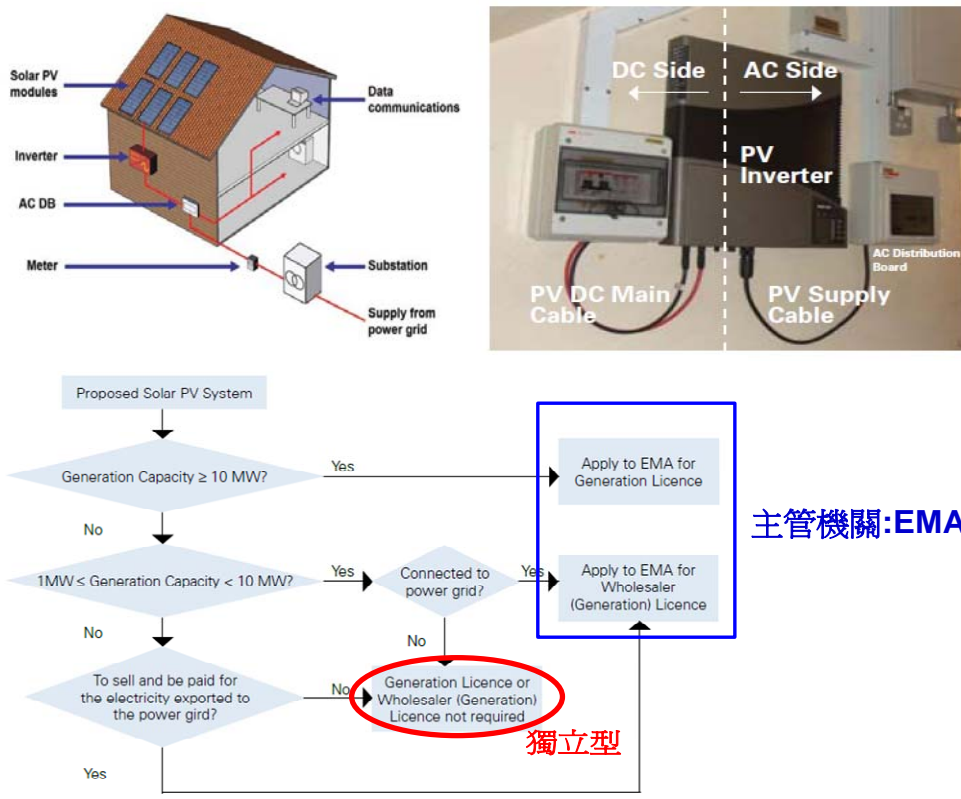 Solar PV
modules
Inverter
AC DB
Meter
Data
communications
Substation
Supply from
power grid
DC Side
AC Side
PV
Inverter
AC Distribution
Board
PV DC Main
Cable
PV Supply
Cable
Proposed Solar PV System
Generation Capacity ≥ 10 MW?
Yes
Apply to EMA for
Generation Licence
主管機關:EMA
No
1MW ≤ Generation Capacity < 10 MW?
Yes
Connected to
power grid?
Yes
Apply to EMA for
Wholesaler
(Generation) Licence
No
No
To sell and be paid for
the electricity exported to
the power gird?
No
Generation Licence or
Wholesaler (Generation)
Licence not required
獨立型
Yes